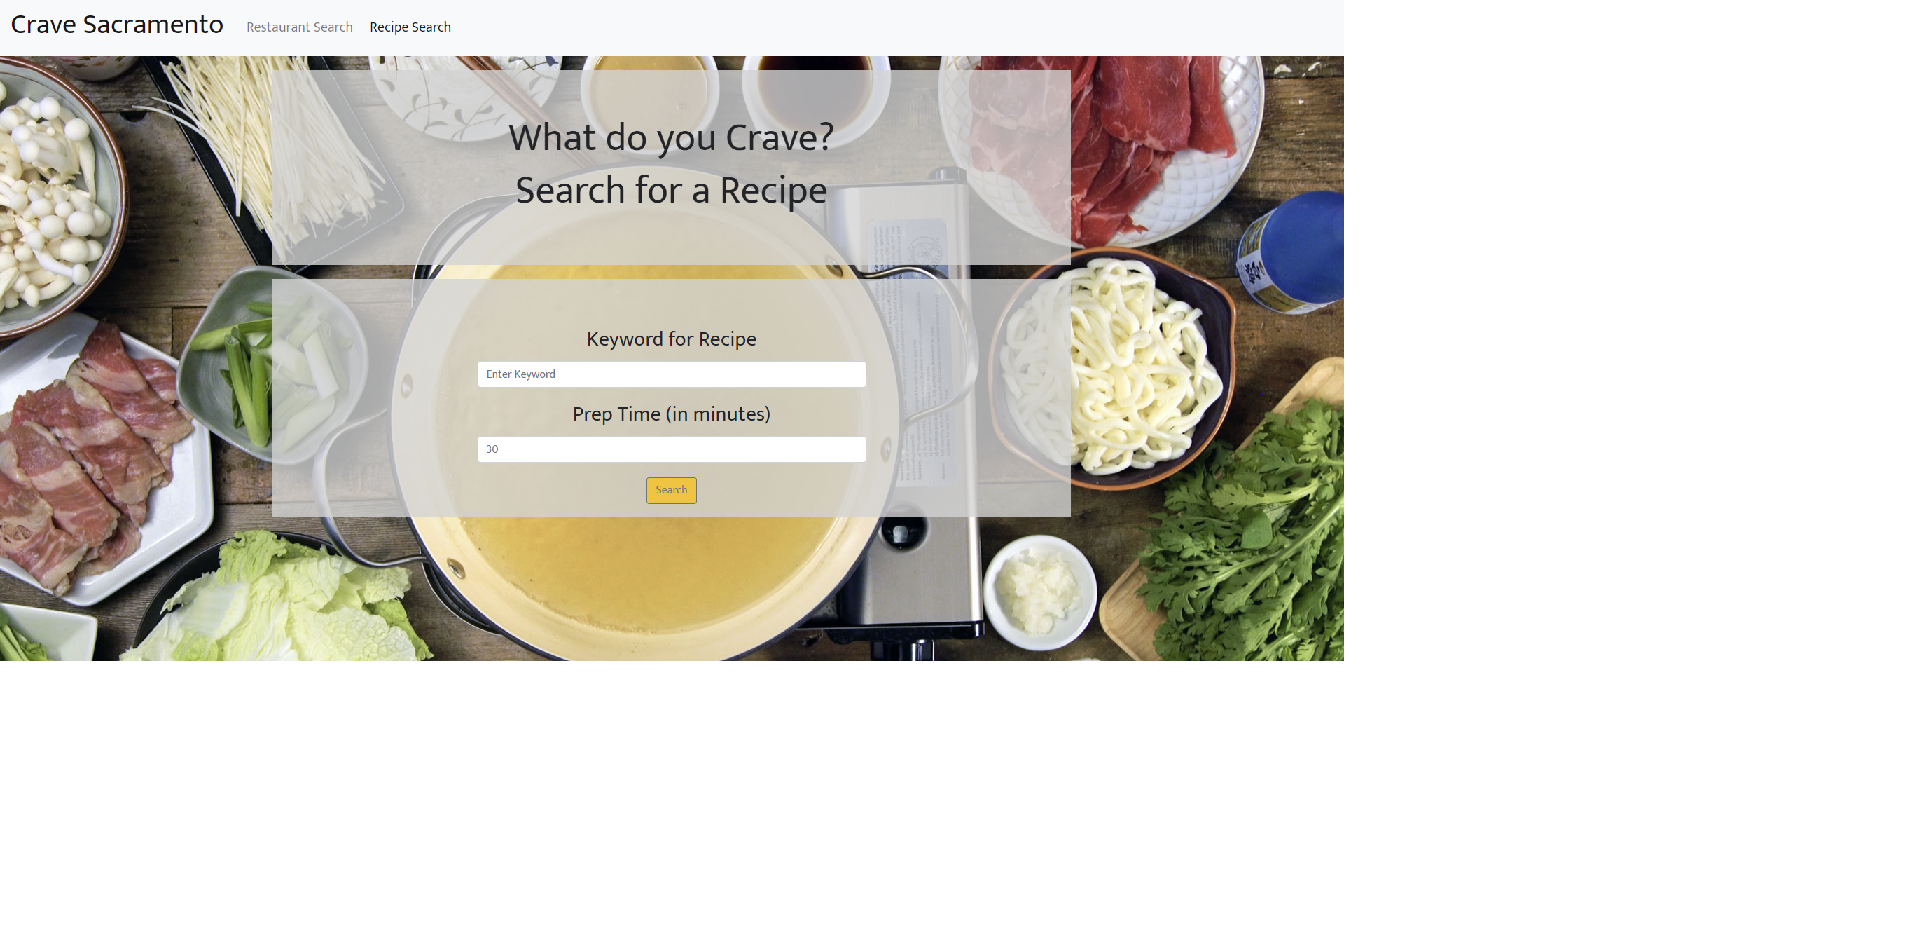 Crave Sacramento Restaurant Search Recipe Search
What do you Crave?
Search for a Recipe
Keyword for Recipe
Enter Keyword
Prep Time (in minutes)
30
Search